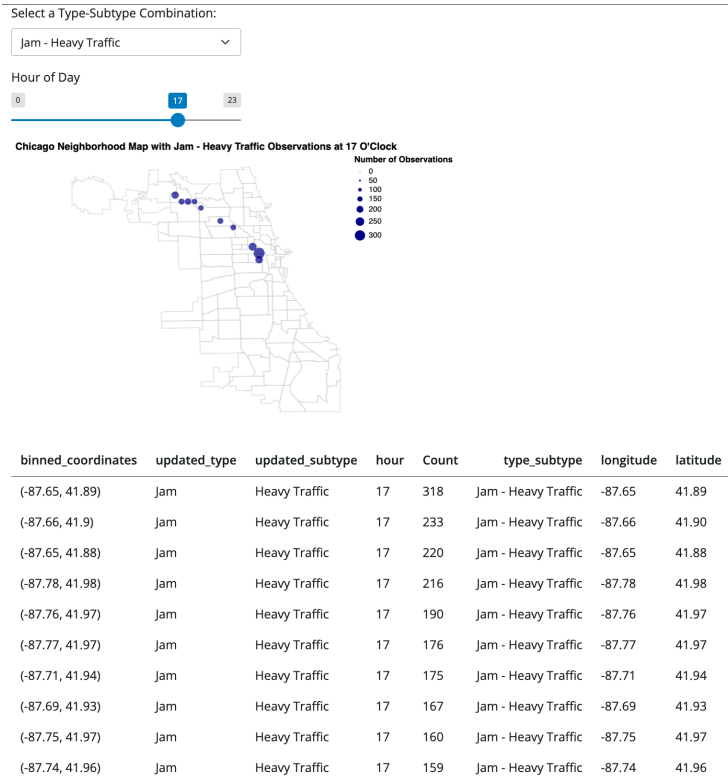 Select a Type-Subtype Combination:
Jam - Heavy Traffic
Hour of Day
0 17 23
Chicago Neighborhood Map with Jam - Heavy Traffic Observations at 17 O'Clock
Number of Observations
0
50
100
150
200
250
300
binned_coordinates updated_type updated_subtype hour Count type_subtype longitude latitude
(-87.65, 41.89) Jam Heavy Traffic 17 318 Jam - Heavy Traffic -87.65 41.89
(-87.66, 41.9) Jam Heavy Traffic 17 233 Jam - Heavy Traffic -87.66 41.90
(-87.65, 41.88) Jam Heavy Traffic 17 220 Jam - Heavy Traffic -87.65 41.88
(-87.78, 41.98) Jam Heavy Traffic 17 216 Jam - Heavy Traffic -87.78 41.98
(-87.76, 41.97) Jam Heavy Traffic 17 190 Jam - Heavy Traffic -87.76 41.97
(-87.77, 41.97) Jam Heavy Traffic 17 176 Jam - Heavy Traffic -87.77 41.97
(-87.71, 41.94) Jam Heavy Traffic 17 175 Jam - Heavy Traffic -87.71 41.94
(-87.69, 41.93) Jam Heavy Traffic 17 167 Jam - Heavy Traffic -87.69 41.93
(-87.75, 41.97) Jam Heavy Traffic 17 160 Jam - Heavy Traffic -87.75 41.97
(-87.74, 41.96) Jam Heavy Traffic 17 159 Jam - Heavy Traffic -87.74 41.96